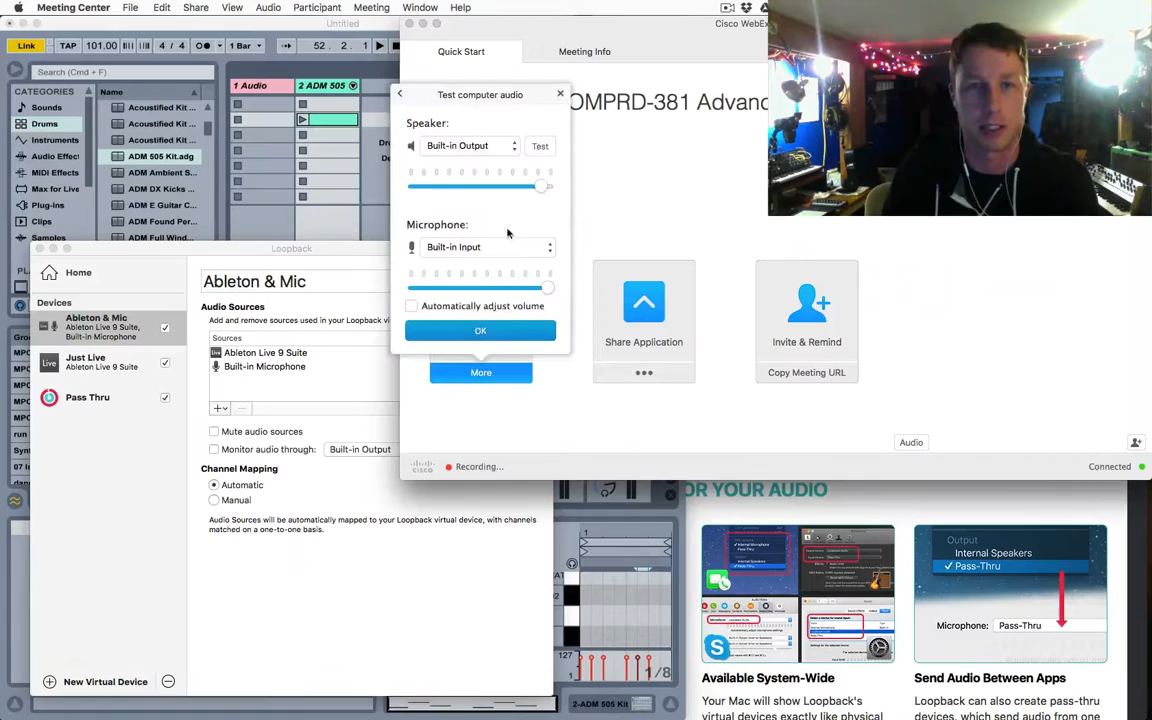 Meeting Center File Edit Share View Audio Participant Meeting Window Help
Untitled
Cisco WebEx
Link TAP 101.00 4 / 4 1 Bar 52. 2. 1
Quick Start
Meeting Info
Search (Cmd + F)
CATEGORIES
Sounds
Drums
Instruments
Audio Effect
MIDI Effects
Max for Live
Plug-ins
Clips
Samples
Name
Acoustified Kit ...
Acoustified Kit ...
Acoustified Kit ...
ADM 505 Kit.adg
ADM Ambient S...
ADM DX Kicks ...
ADM E Guitar C...
ADM Found Per...
ADM Full Wind...
1 Audio
2 ADM 505
OMPRD-381 Advanc
Test computer audio
Speaker:
Built-in Output
Test
Microphone:
Built-in Input
Automatically adjust volume
OK
More
Share Application
Invite & Remind
Copy Meeting URL
Audio
Recording...
Connected
Loopback
Home
Devices
Ableton & Mic
Ableton Live 9 Suite,
Built-in Microphone
Just Live
Ableton Live 9 Suite
Live
Pass Thru
New Virtual Device
Ableton & Mic
Audio Sources
Add and remove sources used in your Loopback vi
Sources
Ableton Live 9 Suite
Built-in Microphone
Mute audio sources
Monitor audio through: Built-in Output
Channel Mapping
Automatic
Manual
Audio Sources will be automatically mapped to your Loopback virtual device, with channels
matched on a one-to-one basis.
1
127
1
1/8
2-ADM 505 Kit
OR YOUR AUDIO
Output
Internal Speakers
Pass-Thru
Microphone: Pass-Thru
Available System-Wide
Your Mac will show Loopback's
virtual devices exactly like physical
Send Audio Between Apps
Loopback can also create pass-thru
devices, which send audio from one